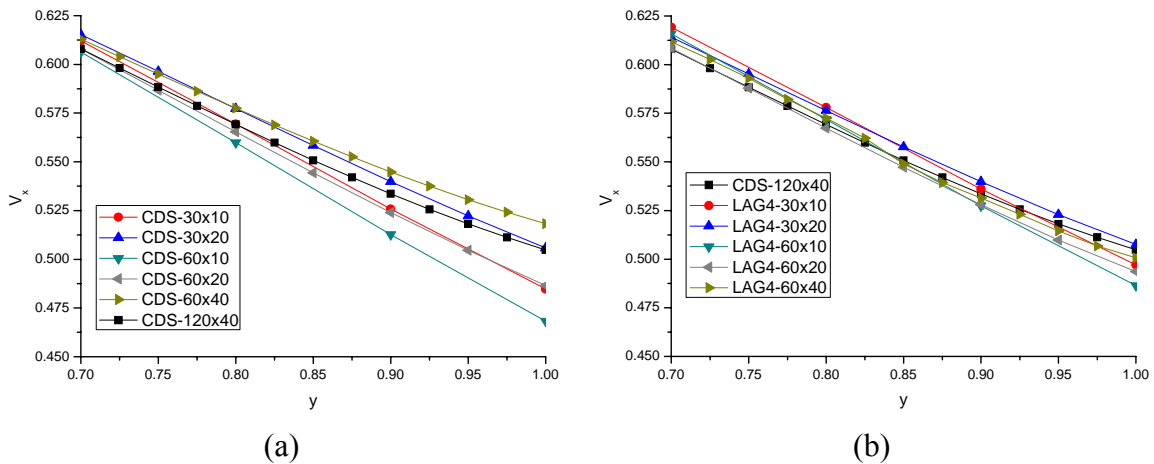 0.625
0.600
0.575
0.550
0.525
0.500
0.475
0.450
V_x
CDS-30x10
CDS-30x20
CDS-60x10
CDS-60x20
CDS-60x40
CDS-120x40
0.70 0.75 0.80 0.85 0.90 0.95 1.00
y
(a)
0.625
0.600
0.575
0.550
0.525
0.500
0.475
0.450
V_x
CDS-120x40
LAG4-30x10
LAG4-30x20
LAG4-60x10
LAG4-60x20
LAG4-60x40
0.70 0.75 0.80 0.85 0.90 0.95 1.00
y
(b)